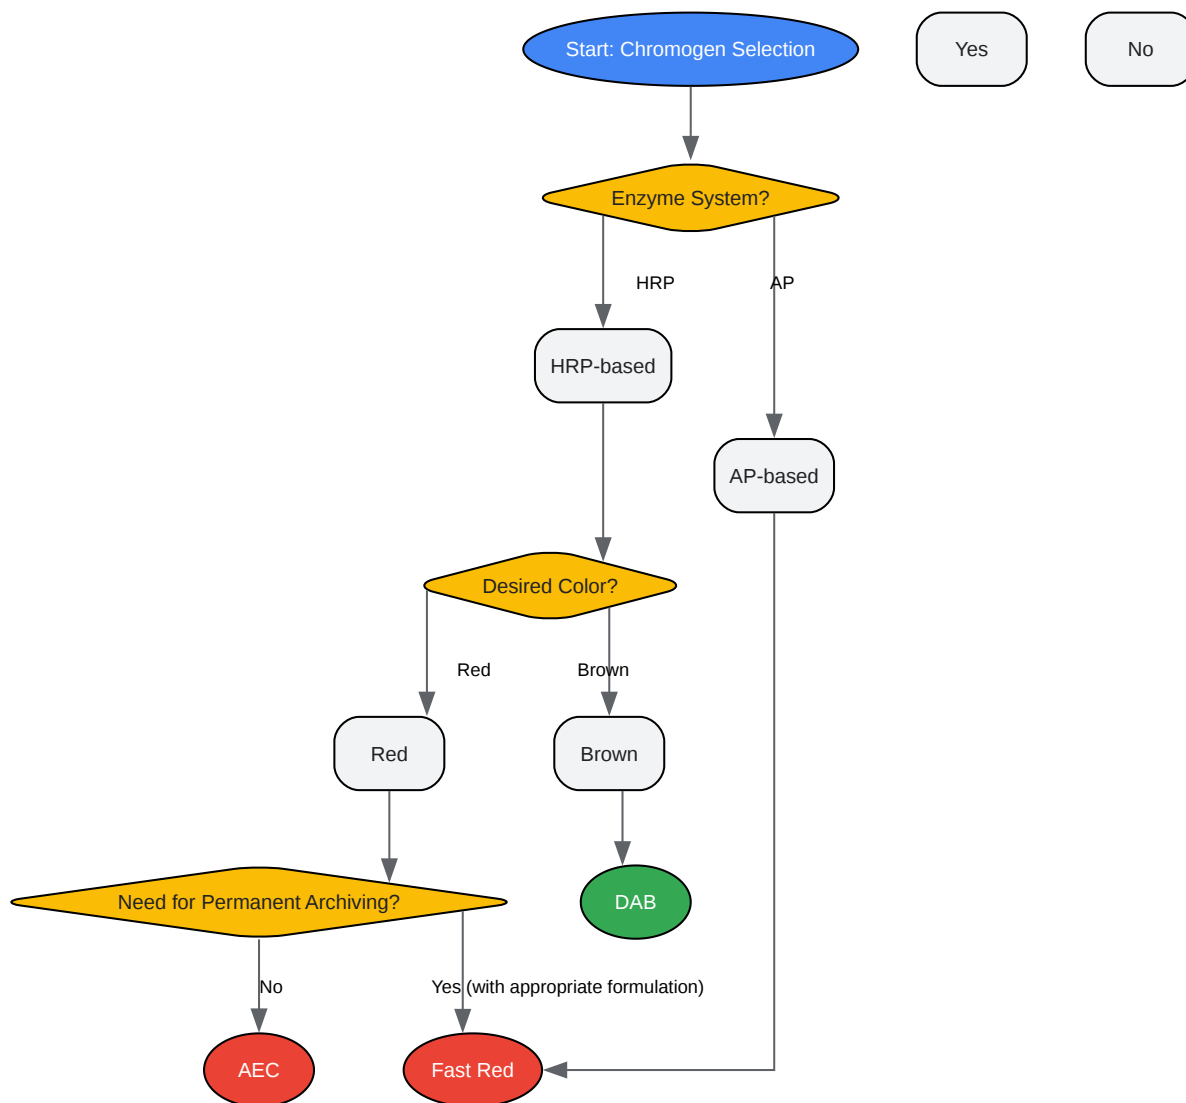 Start: Chromogen Selection
Yes
No
Enzyme System?
HRP
AP
HRP-based
AP-based
Desired Color?
Red
Brown
Red
Brown
Need for Permanent Archiving?
DAB
No
Yes (with appropriate formulation)
AEC
Fast Red